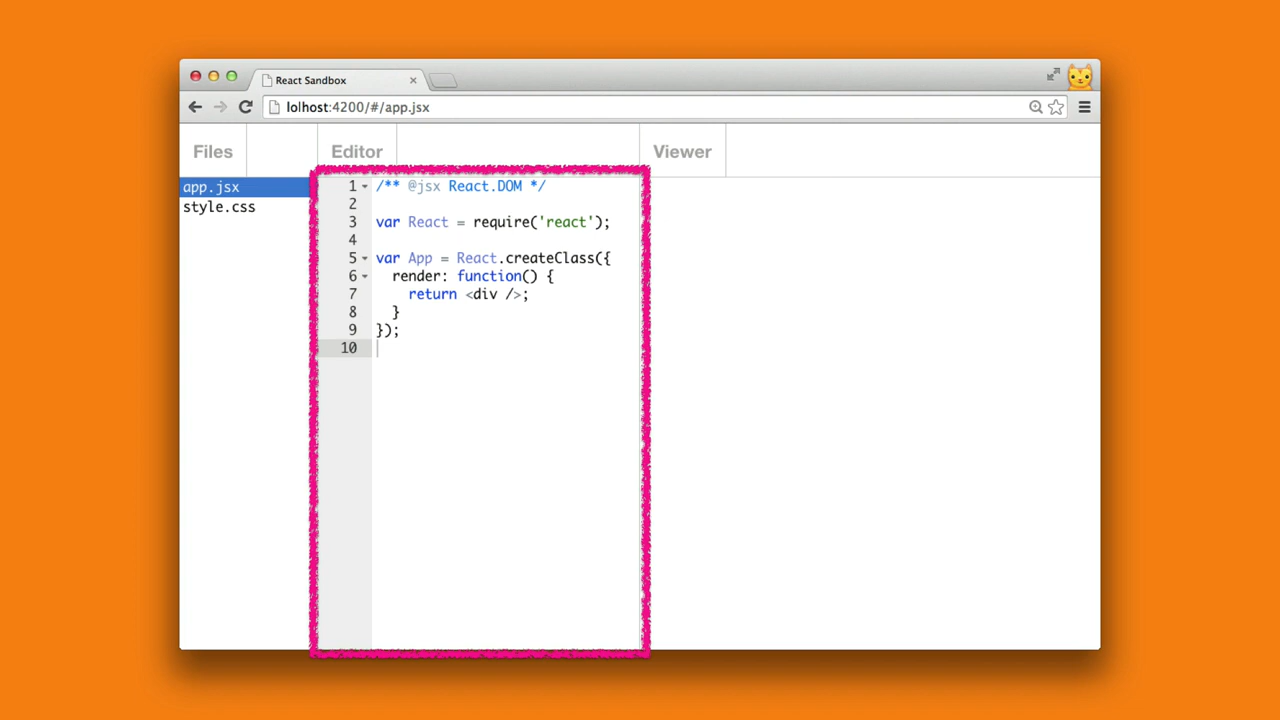 React Sandbox
lolhost:4200/#/app.jsx
Files
Editor
Viewer
app.jsx
style.css
1 /** @jsx React.DOM */
2
3 var React = require('react');
4
5 var App = React.createClass({
6 render: function() {
7 return <div />;
8 }
9 });
10